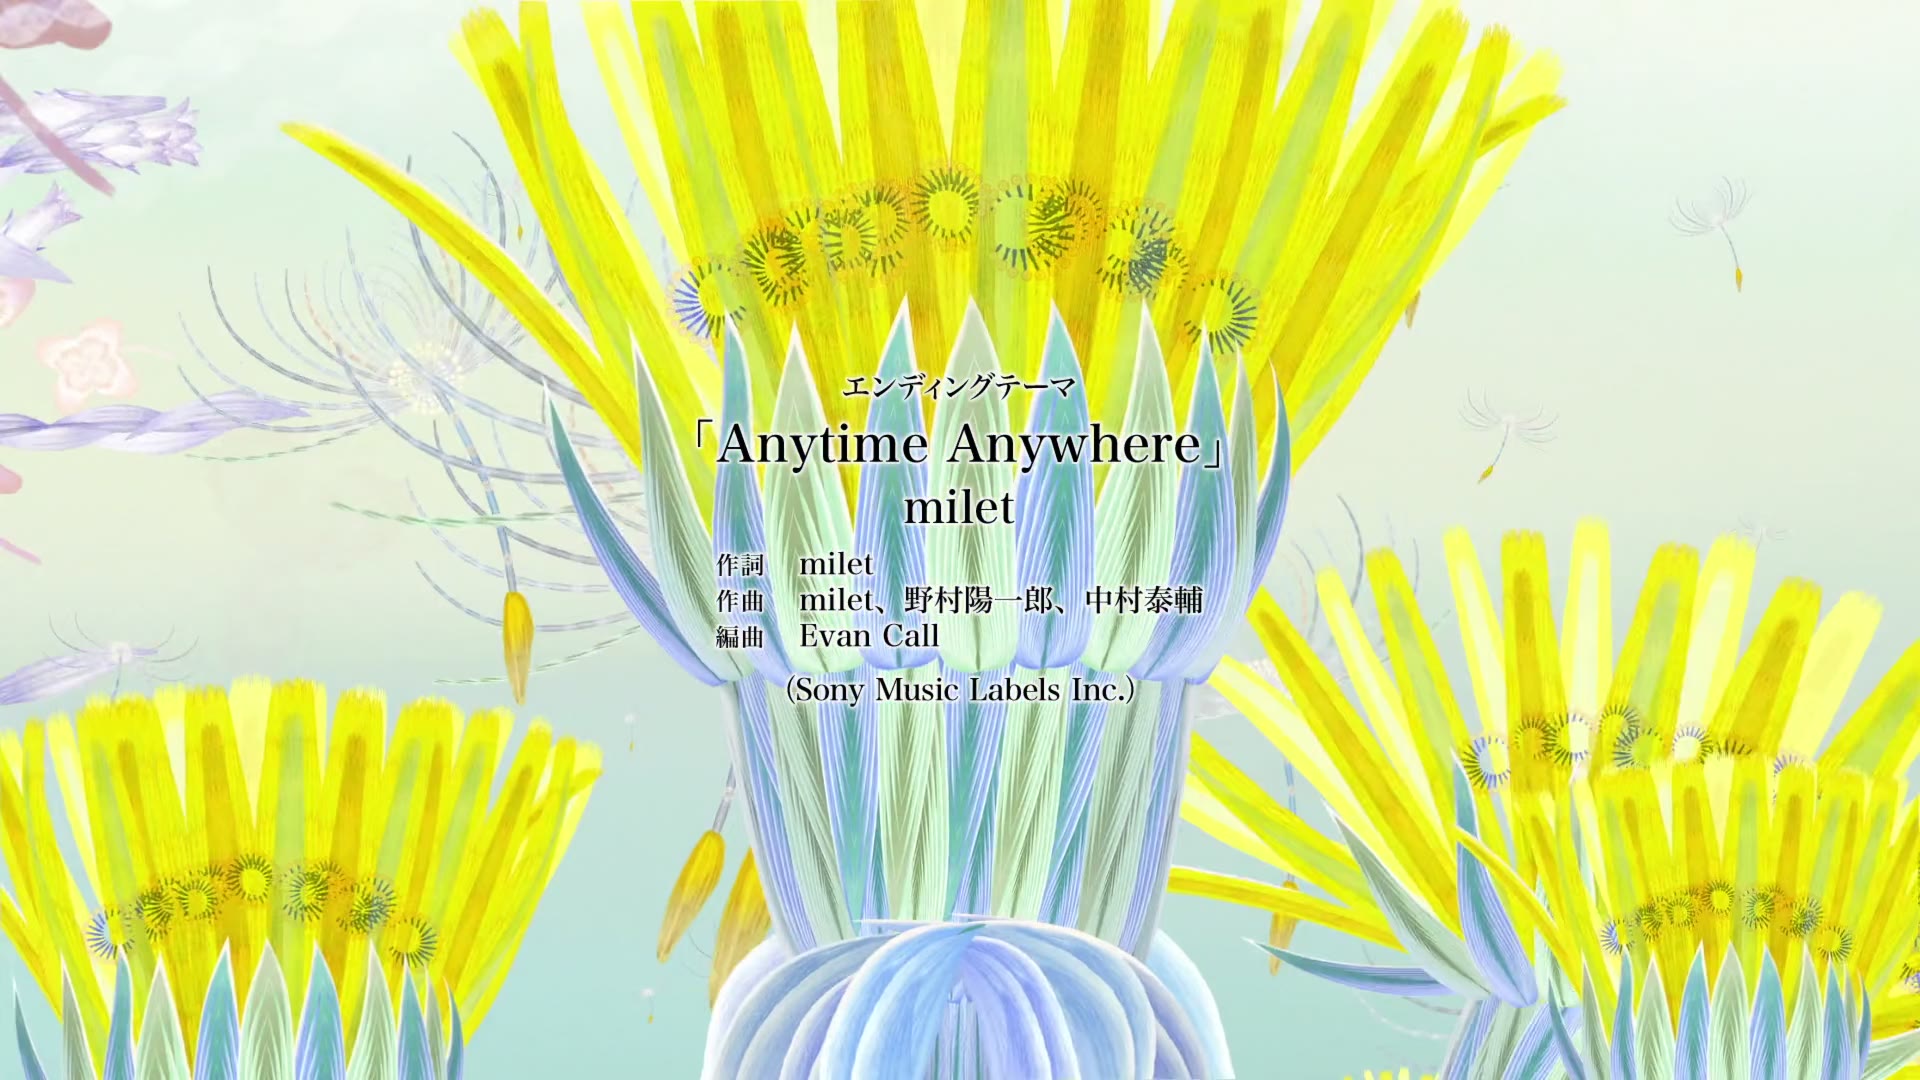 エンディングテーマ
「Anytime Anywhere」
milet
作詞 milet
作曲 milet、野村陽一郎、中村泰輔
編曲 Evan Call
(Sony Music Labels Inc.)